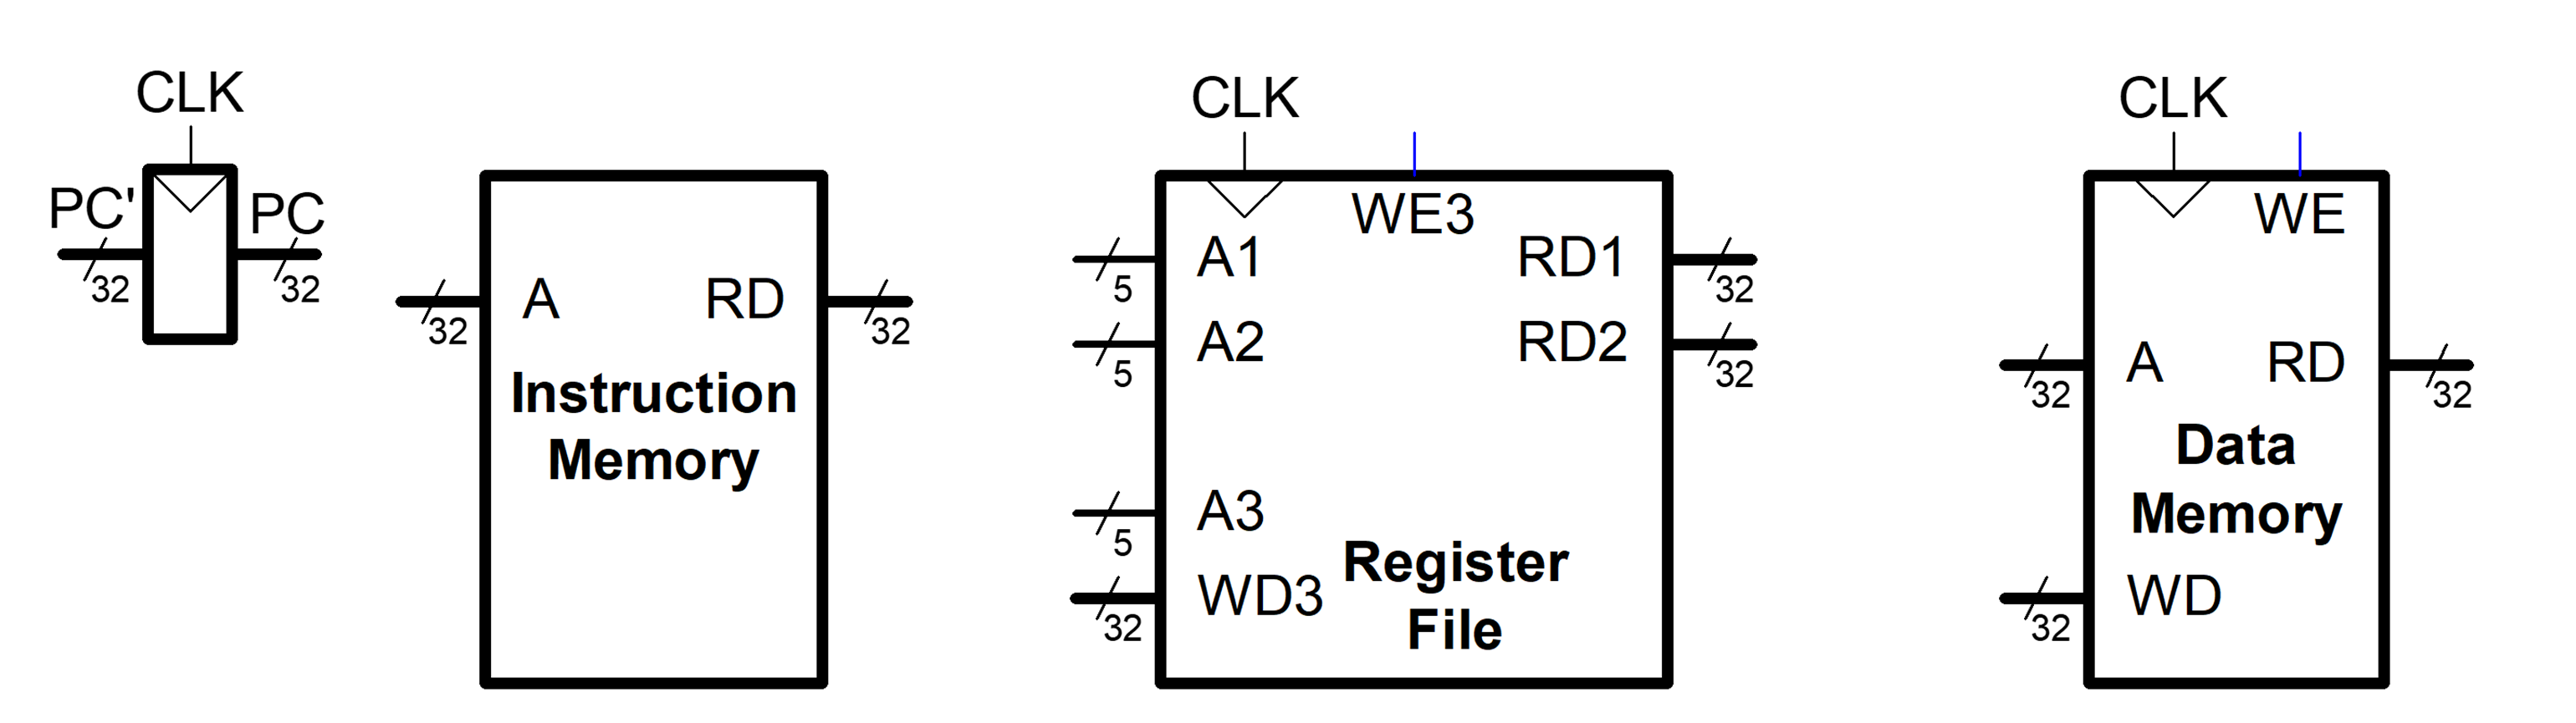 CLK
PC'
PC
32
32
A
RD
32
32
Instruction
Memory
CLK
WE3
A1
RD1
5
32
A2
RD2
5
32
A3
5
WD3
32
Register
File
CLK
WE
A
RD
32
32
Data
Memory
WD
32